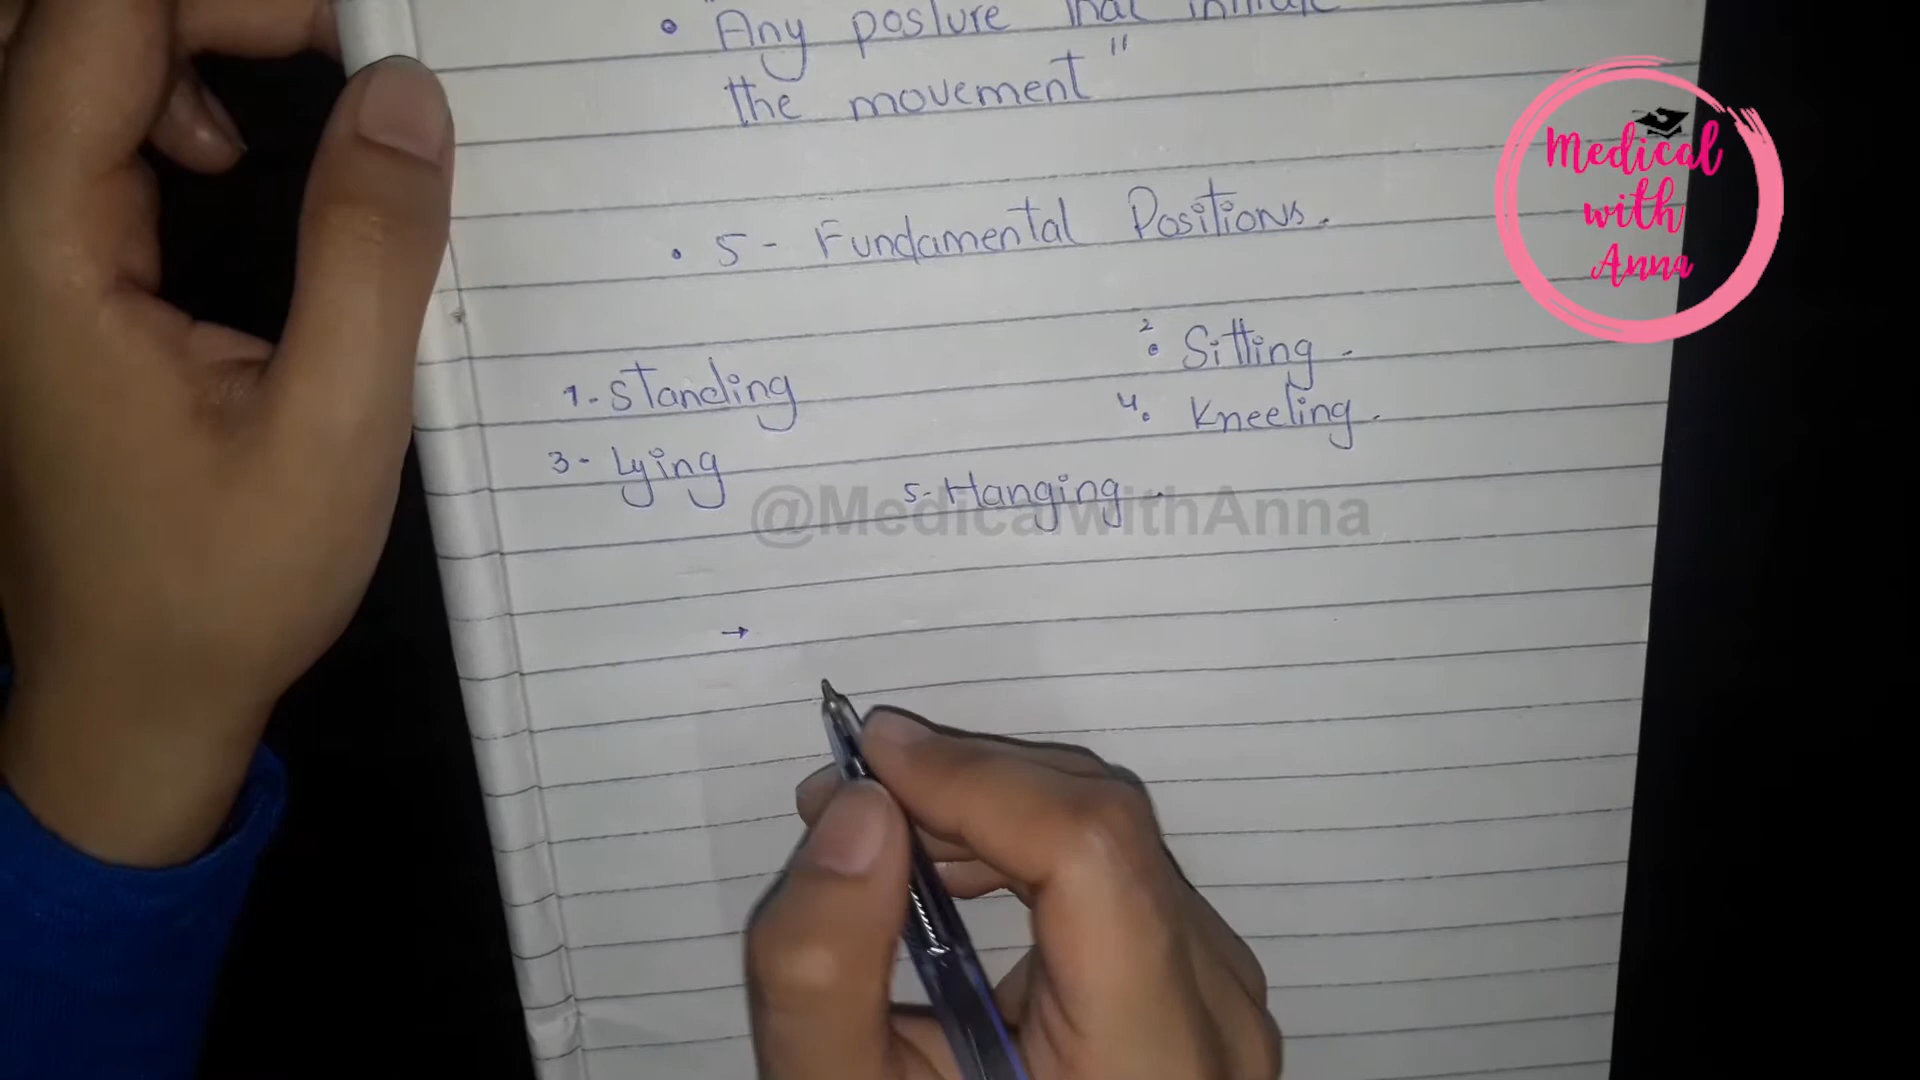 • Any posture that initiate
the movement"
• 5- Fundamental Positions.
1- Standing
2. Sitting -
3- Lying
4. Kneeling -
5- Hanging -
→
@MedicalwithAnna
Medical
with
Anna